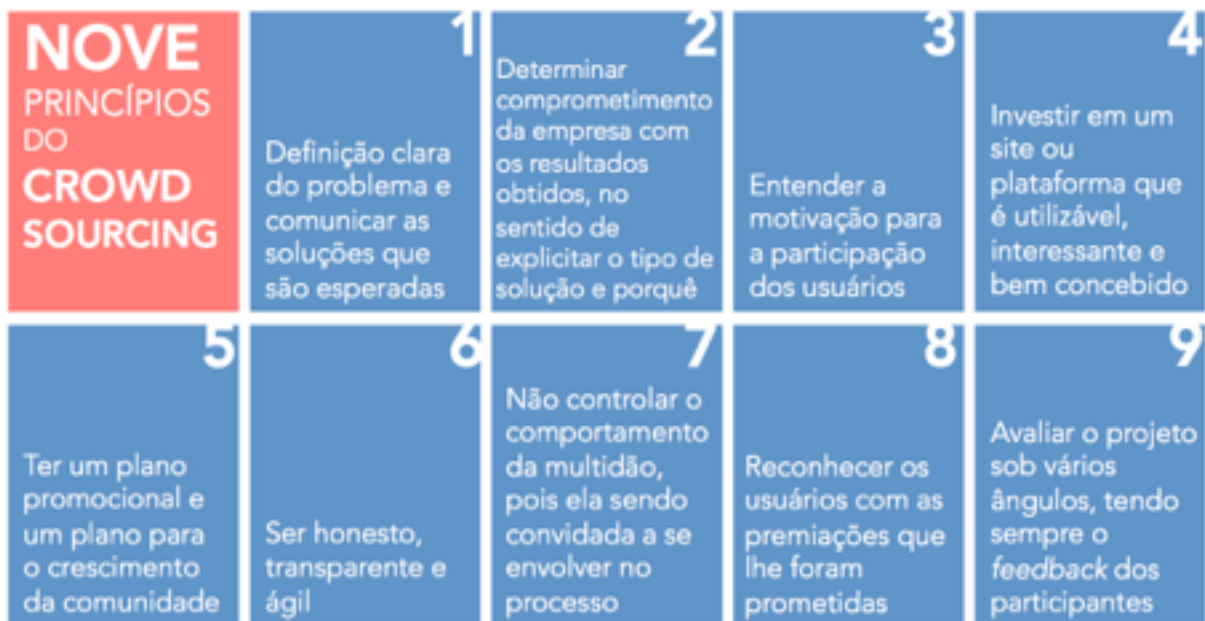 NOVE
PRINCÍPIOS
DO
CROWD
SOURCING
1
Definição clara
do problema e
comunicar as
soluções que
são esperadas
2
Determinar
comprometimento
da empresa com
os resultados
obtidos, no
sentido de
explicitar o tipo de
solução e porquê
3
Entender a
motivação para
a participação
dos usuários
4
Investir em um
site ou
plataforma que
é utilizável,
interessante e
bem concebido
5
Ter um plano
promocional e
um plano para
o crescimento
da comunidade
6
Ser honesto,
transparente e
ágil
7
Não controlar o
comportamento
da multidão,
pois ela sendo
convidada a se
envolver no
processo
8
Reconhecer os
usuários com as
premiações que
lhe foram
prometidas
9
Avaliar o projeto
sob vários
ângulos, tendo
sempre o
feedback dos
participantes